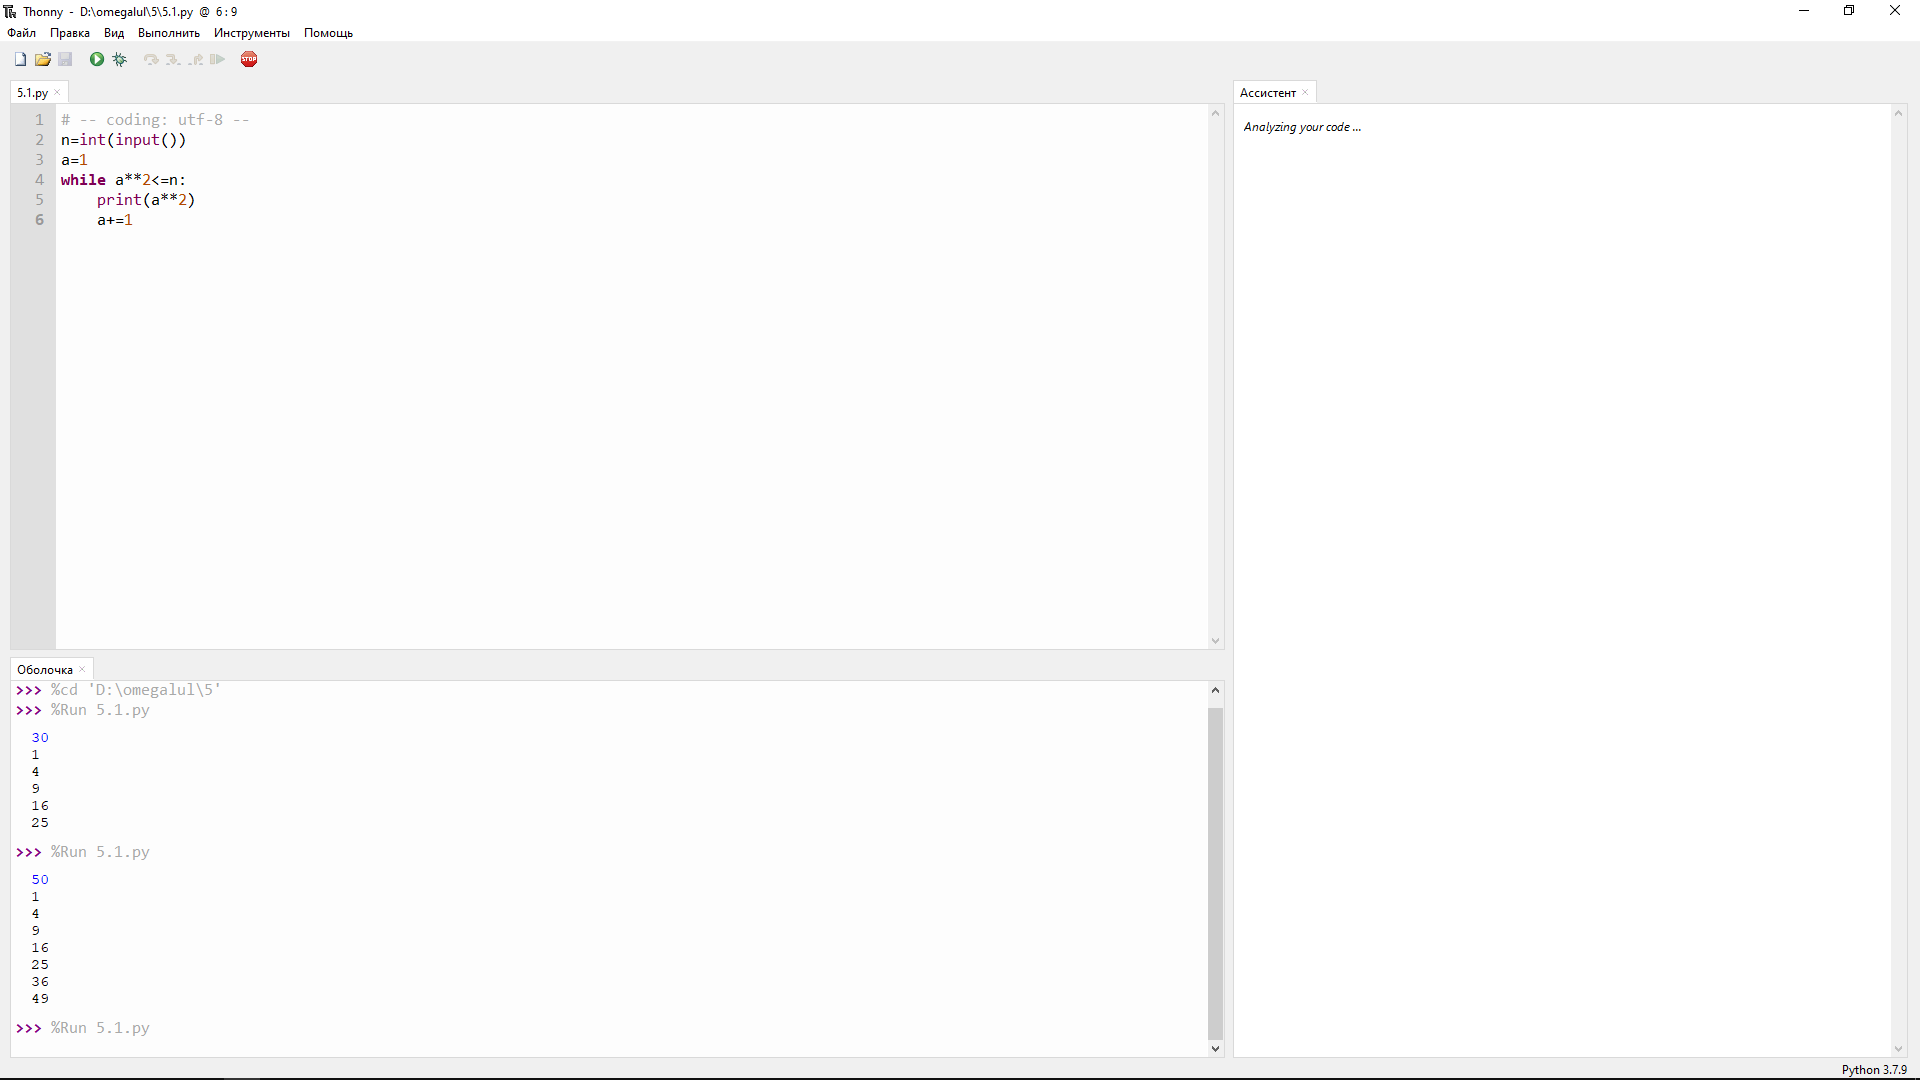 Thonny - D:\omegalul\5\5.1.py @ 6 : 9
Файл Правка Вид Выполнить Инструменты Помощь
STOP
5.1.py
1 # -- coding: utf-8 --
2 n=int(input())
3 a=1
4 while a**2<=n:
5     print(a**2)
6     a+=1
Ассистент
Analyzing your code ...
Оболочка
>>> %cd 'D:\omegalul\5'
>>> %Run 5.1.py
30
1
4
9
16
25
>>> %Run 5.1.py
50
1
4
9
16
25
36
49
>>> %Run 5.1.py
Python 3.7.9